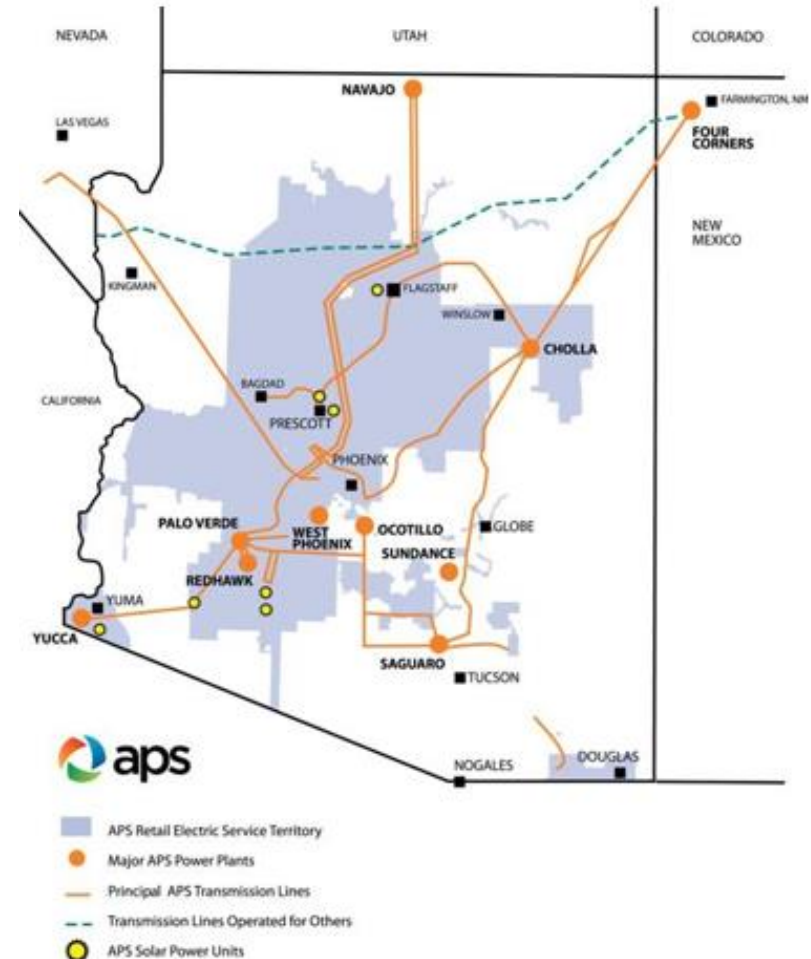 NEVADA
UTAH
COLORADO
NAVAJO
FARMINGTON, NM
LAS VEGAS
FOUR
CORNERS
NEW
MEXICO
KINGMAN
FLAGSTAFF
WINSLOW
CHOLLA
BAGDAD
CALIFORNIA
PRESCOTT
PHOENIX
PALO VERDE
WEST
PHOENIX
OCOTILLO
GLOBE
SUNDANCE
REDHAWK
YUMA
YUCCA
SAGUARO
TUCSON
NOGALES
DOUGLAS
aps
APS Retail Electric Service Territory
Major APS Power Plants
Principal APS Transmission Lines
Transmission Lines Operated for Others
APS Solar Power Units